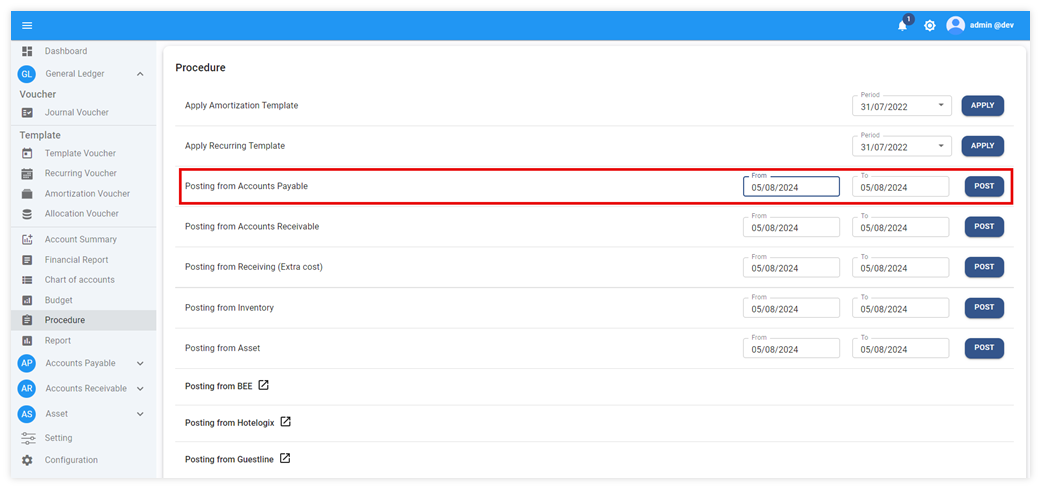 1
admin @dev
Dashboard
GL General Ledger
Voucher
Journal Voucher
Template
Template Voucher
Recurring Voucher
Amortization Voucher
Allocation Voucher
Account Summary
Financial Report
Chart of accounts
Budget
Procedure
Report
AP Accounts Payable
AR Accounts Receivable
AS Asset
Setting
Configuration
Procedure
Apply Amortization Template
Period
31/07/2022
APPLY
Apply Recurring Template
Period
31/07/2022
APPLY
Posting from Accounts Payable
From
05/08/2024
To
05/08/2024
POST
Posting from Accounts Receivable
From
05/08/2024
To
05/08/2024
POST
Posting from Receiving (Extra cost)
From
05/08/2024
To
05/08/2024
POST
Posting from Inventory
From
05/08/2024
To
05/08/2024
POST
Posting from Asset
From
05/08/2024
To
05/08/2024
POST
Posting from BEE
Posting from Hotelogix
Posting from Guestline